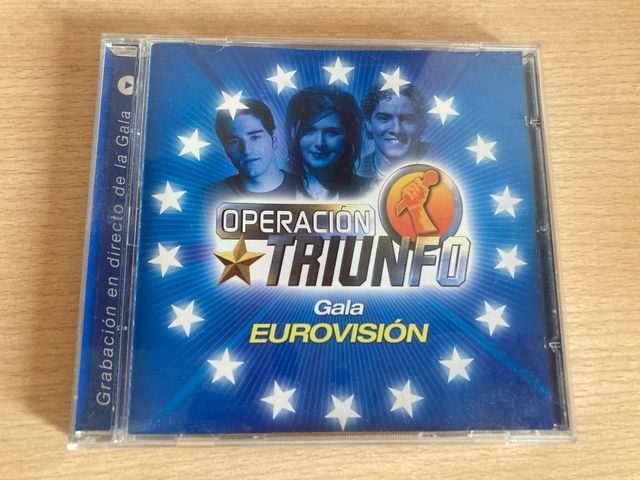 Grabación en directo de la Gala
OPERACIÓN
TRIUNFO
Gala
EUROVISIÓN